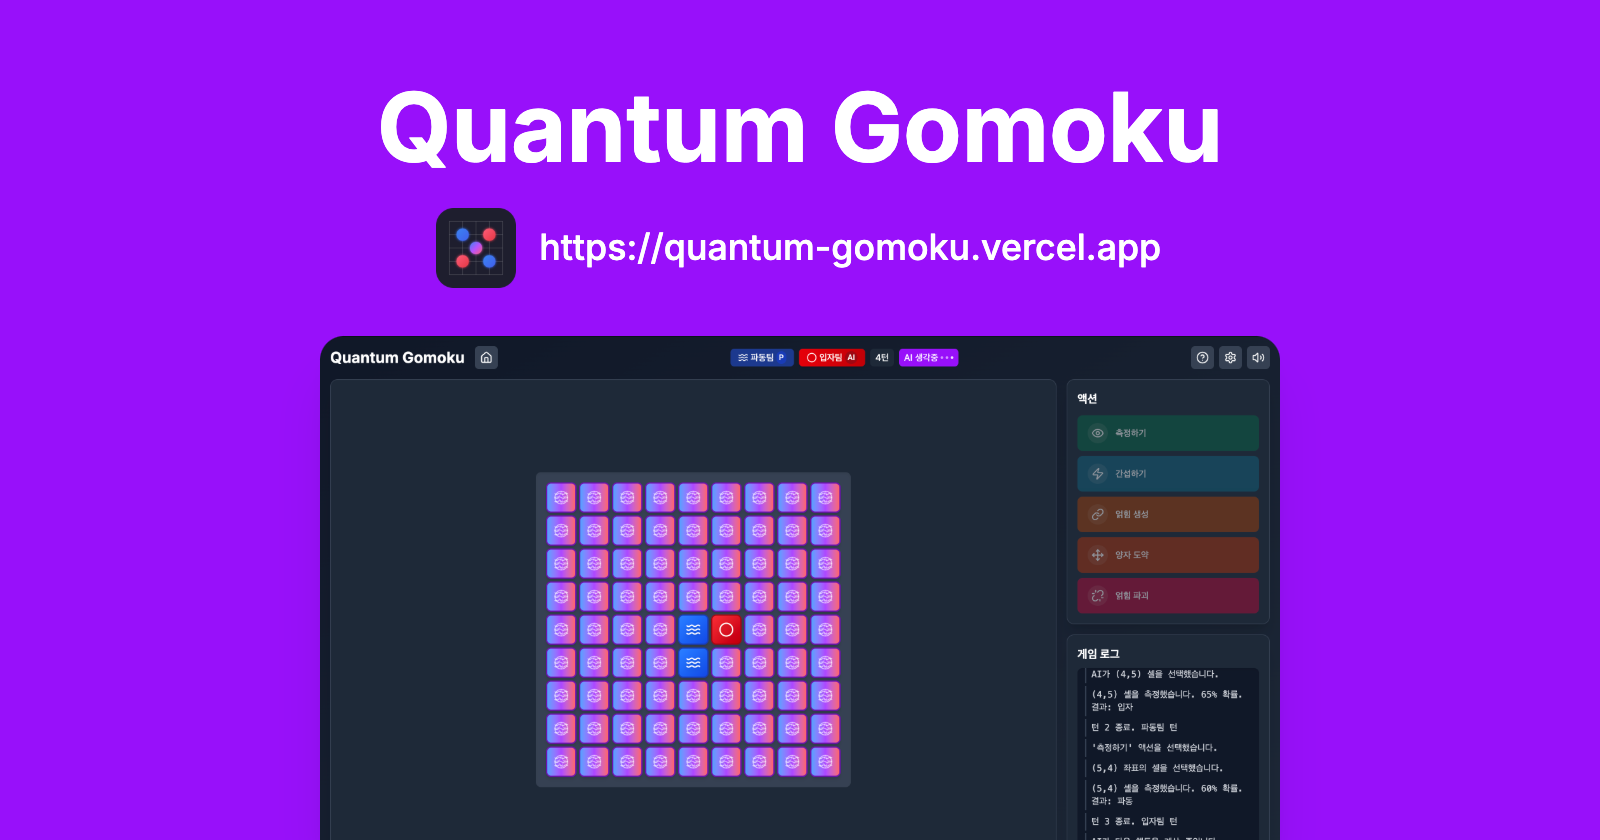 Quantum Gomoku
https://quantum-gomoku.vercel.app
Quantum Gomoku
파동팀 P
입자팀 AI
4턴
AI 생각중
액션
측정하기
간섭하기
얽힘 생성
양자 도약
얽힘 파괴
게임 로그
AI가 (4,5) 셀을 선택했습니다.
(4,5) 셀을 측정했습니다. 65% 확률.
결과: 입자
턴 2 종료. 파동팀 턴
'측정하기' 액션을 선택했습니다.
(5,4) 좌표의 셀을 선택했습니다.
(5,4) 셀을 측정했습니다. 60% 확률.
결과: 파동
턴 3 종료. 입자팀 턴